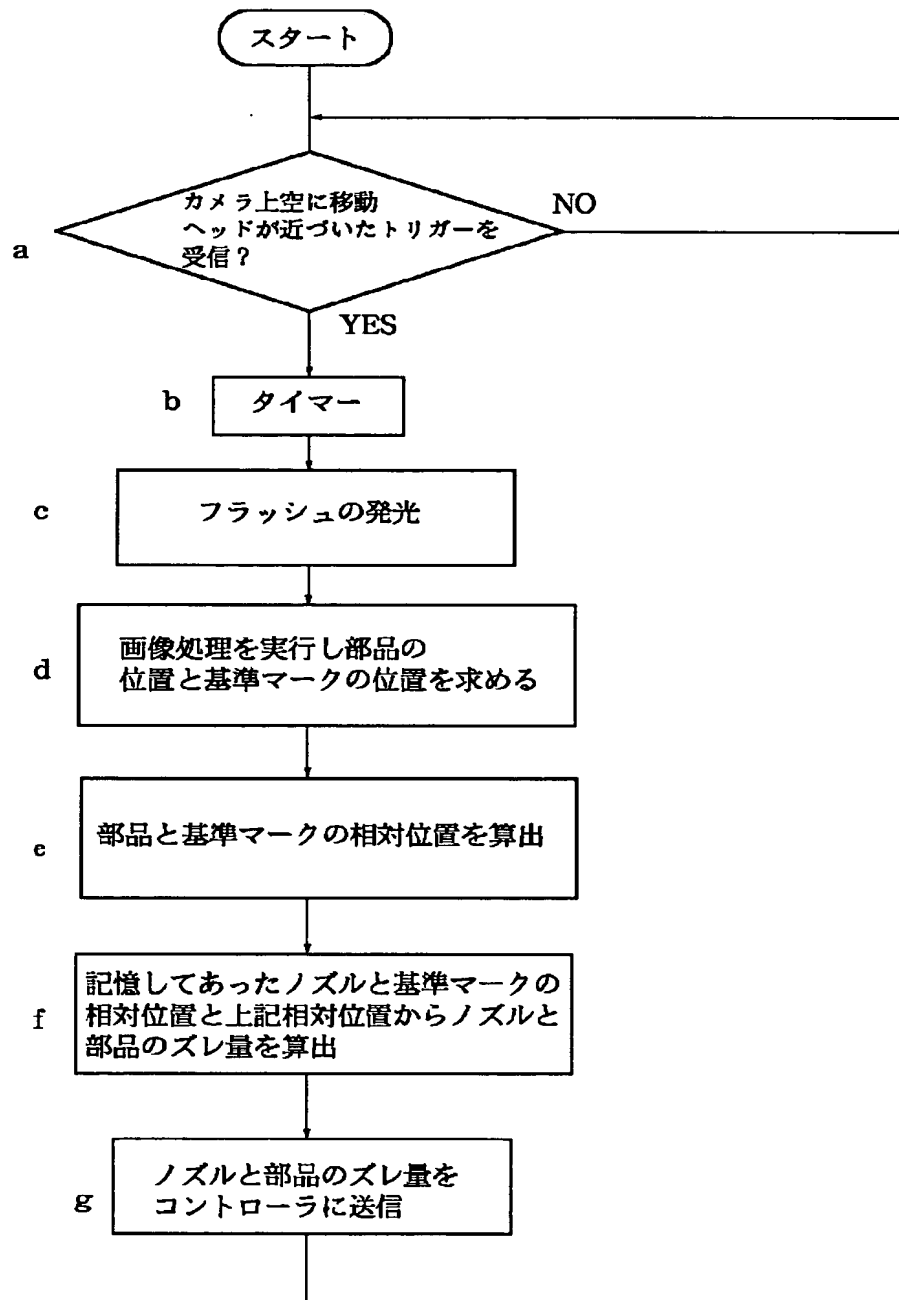 スタート
カメラ上空に移動
ヘッドが近づいたトリガーを
受信?
NO
a
YES
b
タイマー
c
フラッシュの発光
画像処理を実行し部品の
d
位置と基準マークの位置を求める
部品と基準マークの相対位置を算出
e
記憶してあったノズルと基準マークの
f
相対位置と上記相対位置からノズルと
部品のズレ量を算出
ノズルと部品のズレ量を
g
コントローラに送信